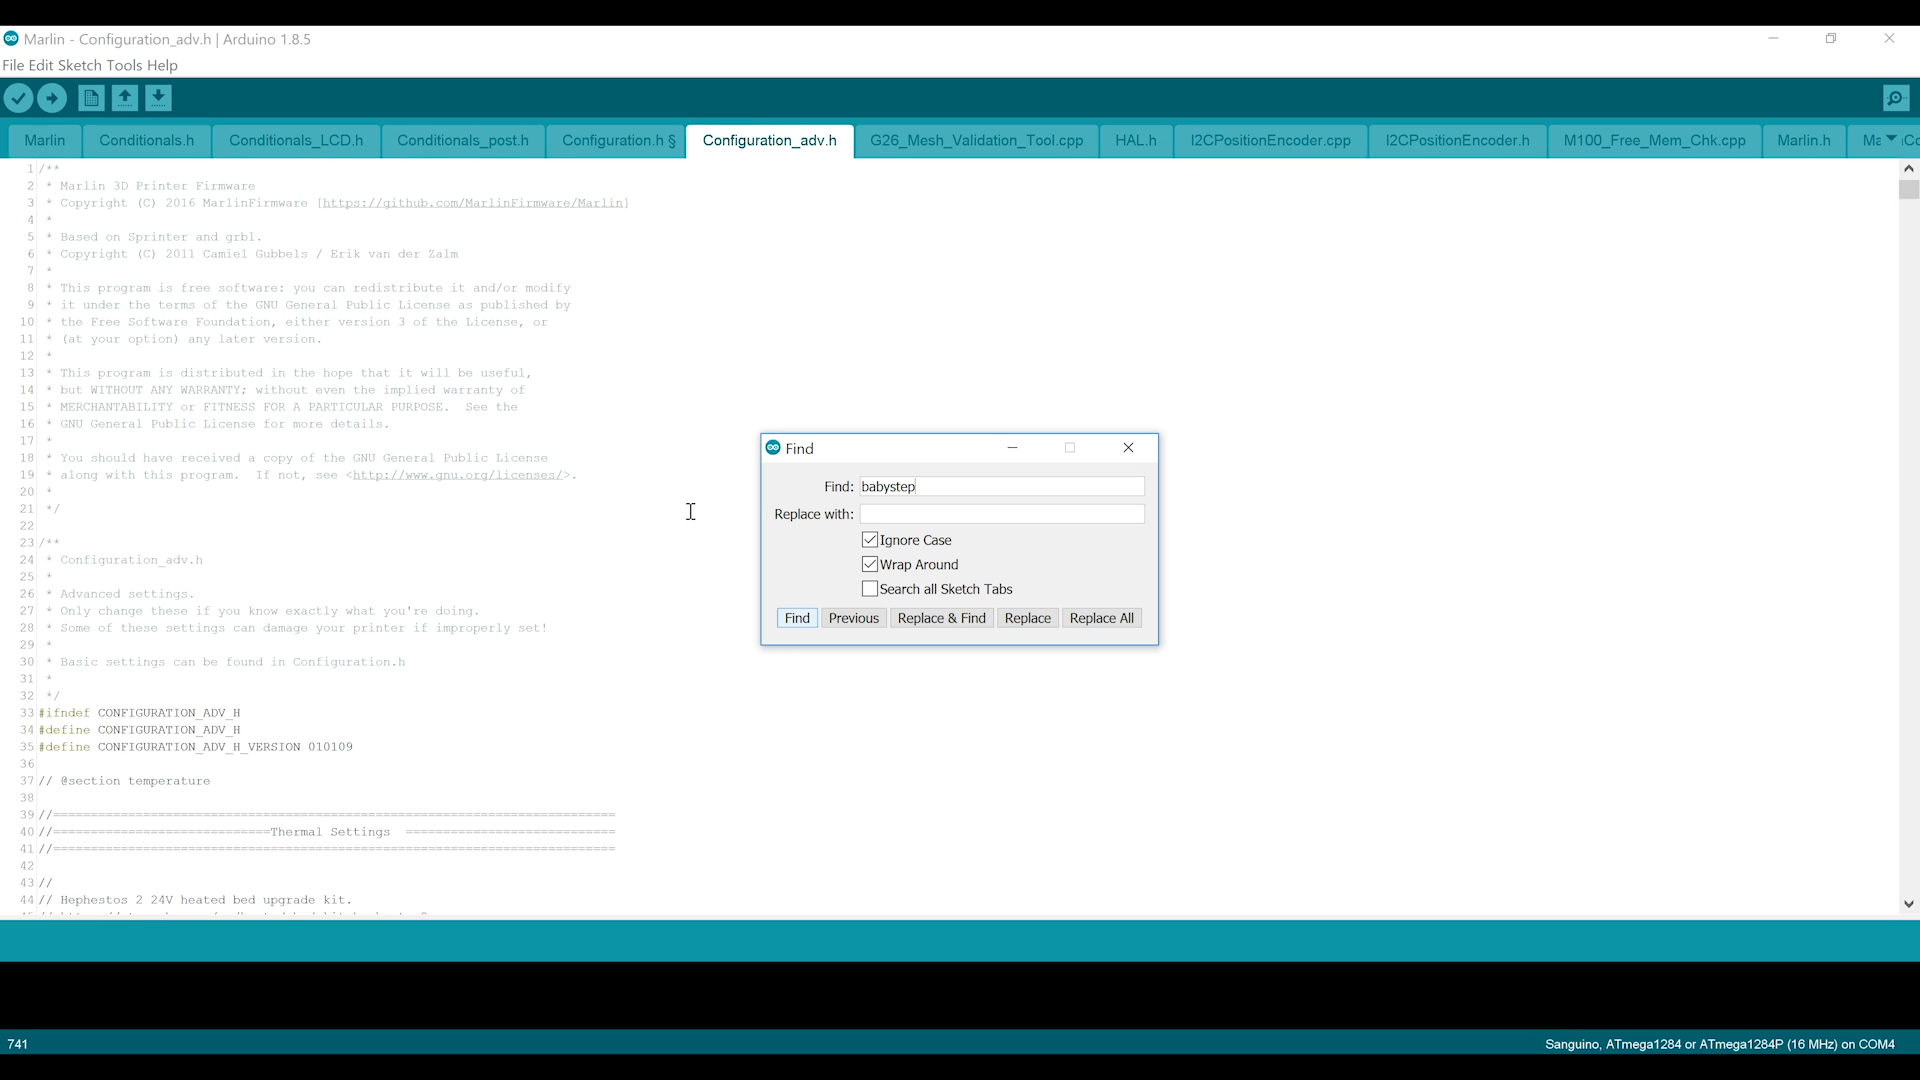 Marlin - Configuration_adv.h | Arduino 1.8.5
File Edit Sketch Tools Help
Marlin Conditionals.h Conditionals_LCD.h Conditionals_post.h Configuration.h § Configuration_adv.h G26_Mesh_Validation_Tool.cpp HAL.h I2CPositionEncoder.cpp I2CPositionEncoder.h M100_Free_Mem_Chk.cpp Marlin.h
1 /**
2 * Marlin 3D Printer Firmware
3 * Copyright (C) 2016 MarlinFirmware [https://github.com/MarlinFirmware/Marlin]
4 *
5 * Based on Sprinter and grbl.
6 * Copyright (C) 2011 Camiel Gubbels / Erik van der Zalm
7 *
8 * This program is free software: you can redistribute it and/or modify
9 * it under the terms of the GNU General Public License as published by
10 * the Free Software Foundation, either version 3 of the License, or
11 * (at your option) any later version.
12 *
13 * This program is distributed in the hope that it will be useful,
14 * but WITHOUT ANY WARRANTY; without even the implied warranty of
15 * MERCHANTABILITY or FITNESS FOR A PARTICULAR PURPOSE.  See the
16 * GNU General Public License for more details.
17 *
18 * You should have received a copy of the GNU General Public License
19 * along with this program.  If not, see <http://www.gnu.org/licenses/>.
20 *
21 */
22
23 /**
24 * Configuration_adv.h
25 *
26 * Advanced settings.
27 * Only change these if you know exactly what you're doing.
28 * Some of these settings can damage your printer if improperly set!
29 *
30 * Basic settings can be found in Configuration.h
31 *
32 */
33 #ifndef CONFIGURATION_ADV_H
34 #define CONFIGURATION_ADV_H
35 #define CONFIGURATION_ADV_H_VERSION 010109
36
37 // @section temperature
38
39 //===========================================================================
40 //=============================Thermal Settings  ============================
41 //===========================================================================
42
43 //
44 // Hephestos 2 24V heated bed upgrade kit.
Find
Find: babystep
Replace with:
Ignore Case
Wrap Around
Search all Sketch Tabs
Find Previous Replace & Find Replace Replace All
741
Sanguino, ATmega1284 or ATmega1284P (16 MHz) on COM4